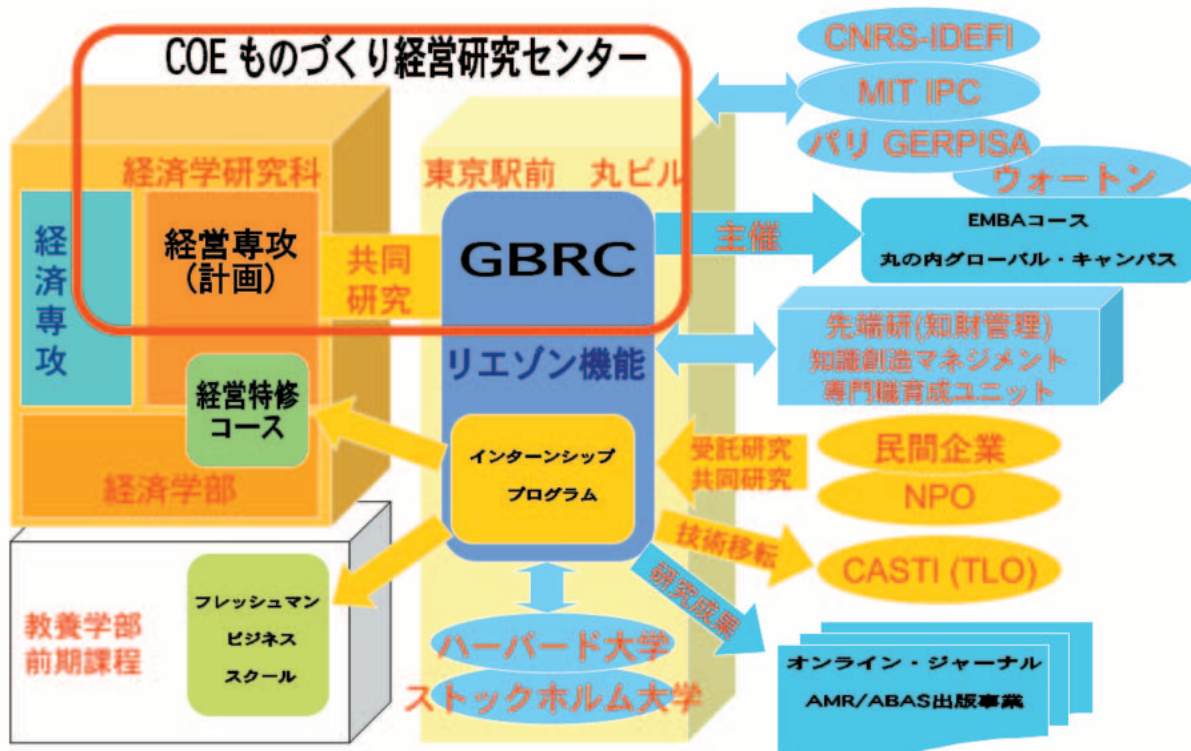 COE ものづくり経営研究センター
CNRS-IDEFI
MIT IPC
パリ GERPISA
ウォートン
経済学研究科
東京駅前 丸ビル
経済専攻
経営専攻
(計画)
共同
研究
GBRC
主催
EMBAコース
丸の内グローバル・キャンパス
リエゾン機能
先端研(知財管理)
知識創造マネジメント
専門職育成ユニット
経営特修
コース
インターンシップ
プログラム
受託研究
共同研究
民間企業
NPO
経済学部
技術移転
CASTI (TLO)
フレッシュマン
ビジネス
スクール
教養学部
前期課程
研究成果
ハーバード大学
ストックホルム大学
オンライン・ジャーナル
AMR/ABAS出版事業